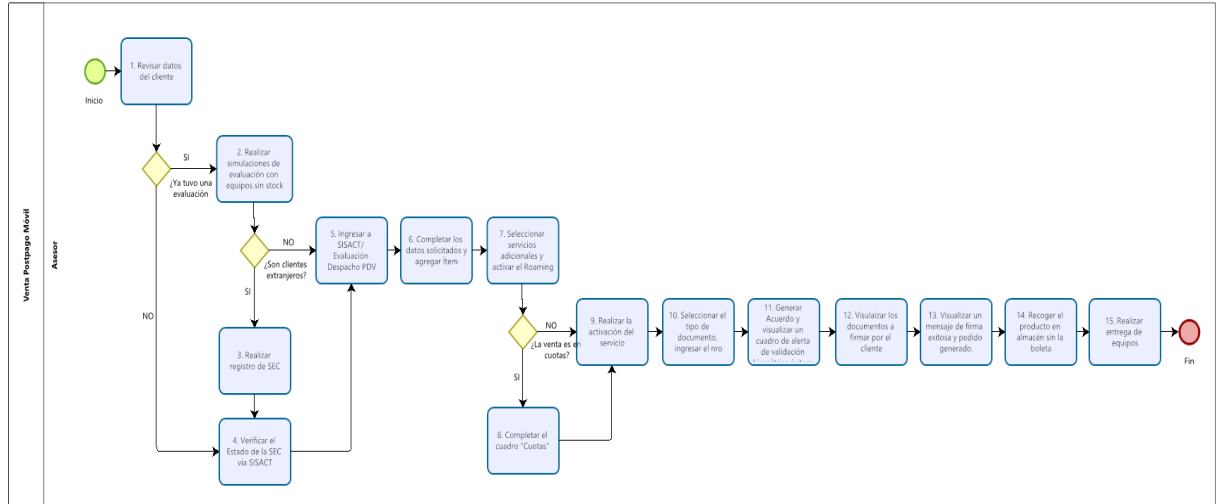 Venta Postpago Móvil
Asesor
Inicio
1. Revisar datos
del cliente
SI
¿Ya tuvo una
evaluación
NO
2. Realizar
simulaciones de
evaluación con
equipos sin stock
NO
¿Son clientes
extranjeros?
SI
3. Realizar
registro de SEC
4. Verificar el
Estado de la SEC
via SISACT
5. Ingresar a
SISACT/
Evaluación
Despacho PDV
6. Completar los
datos solicitados y
agregar Item
7. Seleccionar
servicios
adicionales y
activar el Roaming
NO
¿La venta es en
cuotas?
SI
8. Completar el
cuadro "Cuotas"
9. Realizar la
activación del
servicio
10. Seleccionar el
tipo de
documento,
ingresar el nro
11. Generar
Acuerdo y
visualizar un
cuadro de alerta
de validación
12. Visulaizar los
documentos a
firmar por el
cliente
13. Visualizar un
mensaje de firma
exitosa y pedido
generado.
14. Recoger el
producto en
almacén sin la
boleta
15. Realizar
entrega de
equipos
Fin